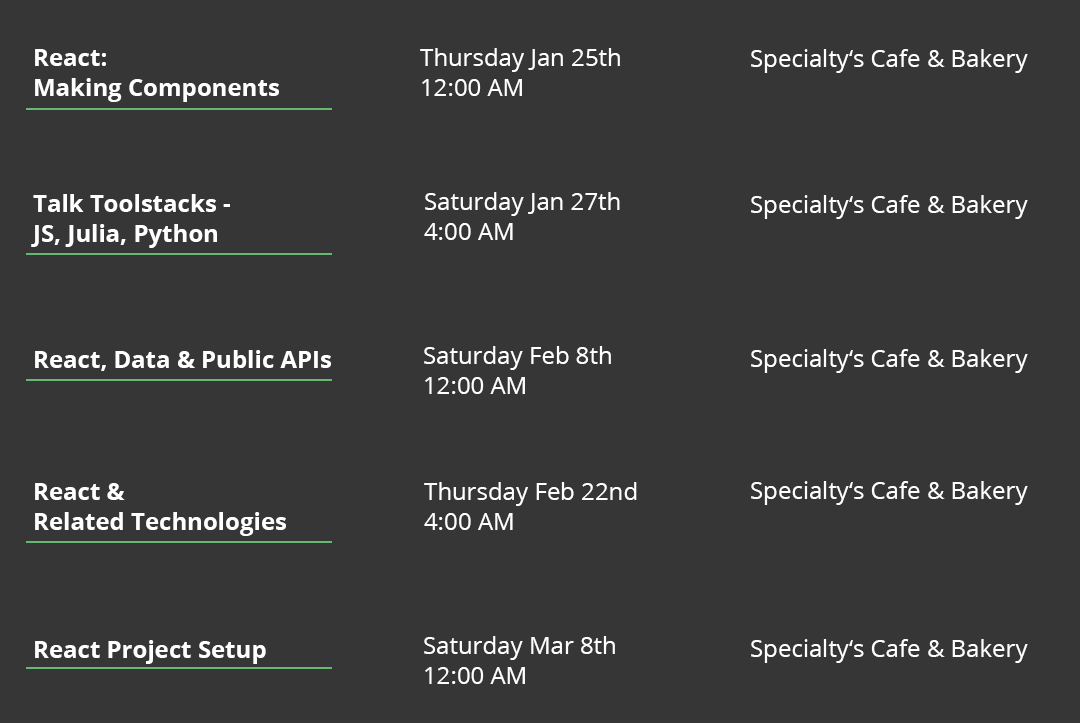 React:
Making Components
Thursday Jan 25th
12:00 AM
Specialty‘s Cafe & Bakery
Talk Toolstacks -
JS, Julia, Python
Saturday Jan 27th
4:00 AM
Specialty‘s Cafe & Bakery
React, Data & Public APIs
Saturday Feb 8th
12:00 AM
Specialty‘s Cafe & Bakery
React &
Related Technologies
Thursday Feb 22nd
4:00 AM
Specialty‘s Cafe & Bakery
React Project Setup
Saturday Mar 8th
12:00 AM
Specialty‘s Cafe & Bakery